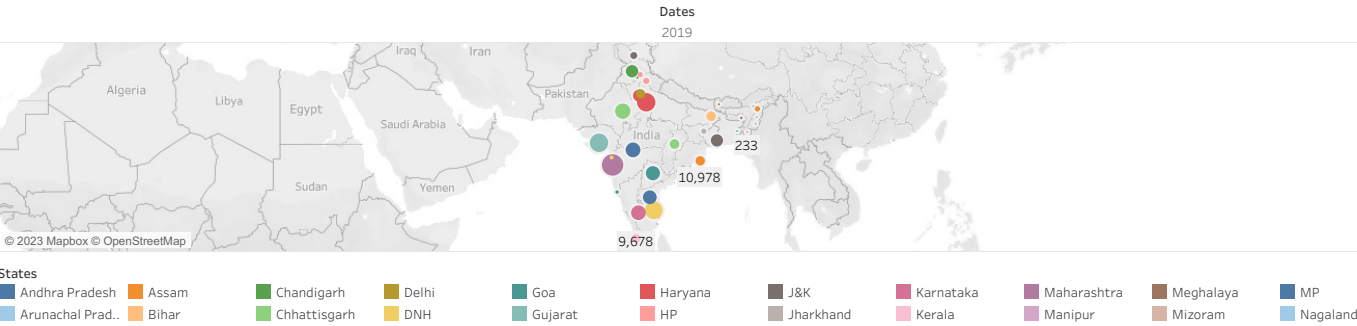 Dates
2019
Iraq
Iran
Algeria
Libya
Egypt
Pakistan
Saudi Arabia
India
233
10,978
Sudan
Yemen
9,678
© 2023 Mapbox © OpenStreetMap
States
Andhra Pradesh Assam Chandigarh Delhi Goa Haryana J&K Karnataka Maharashtra Meghalaya MP
Arunachal Prad.. Bihar Chhattisgarh DNH Gujarat HP Jharkhand Kerala Manipur Mizoram Nagaland